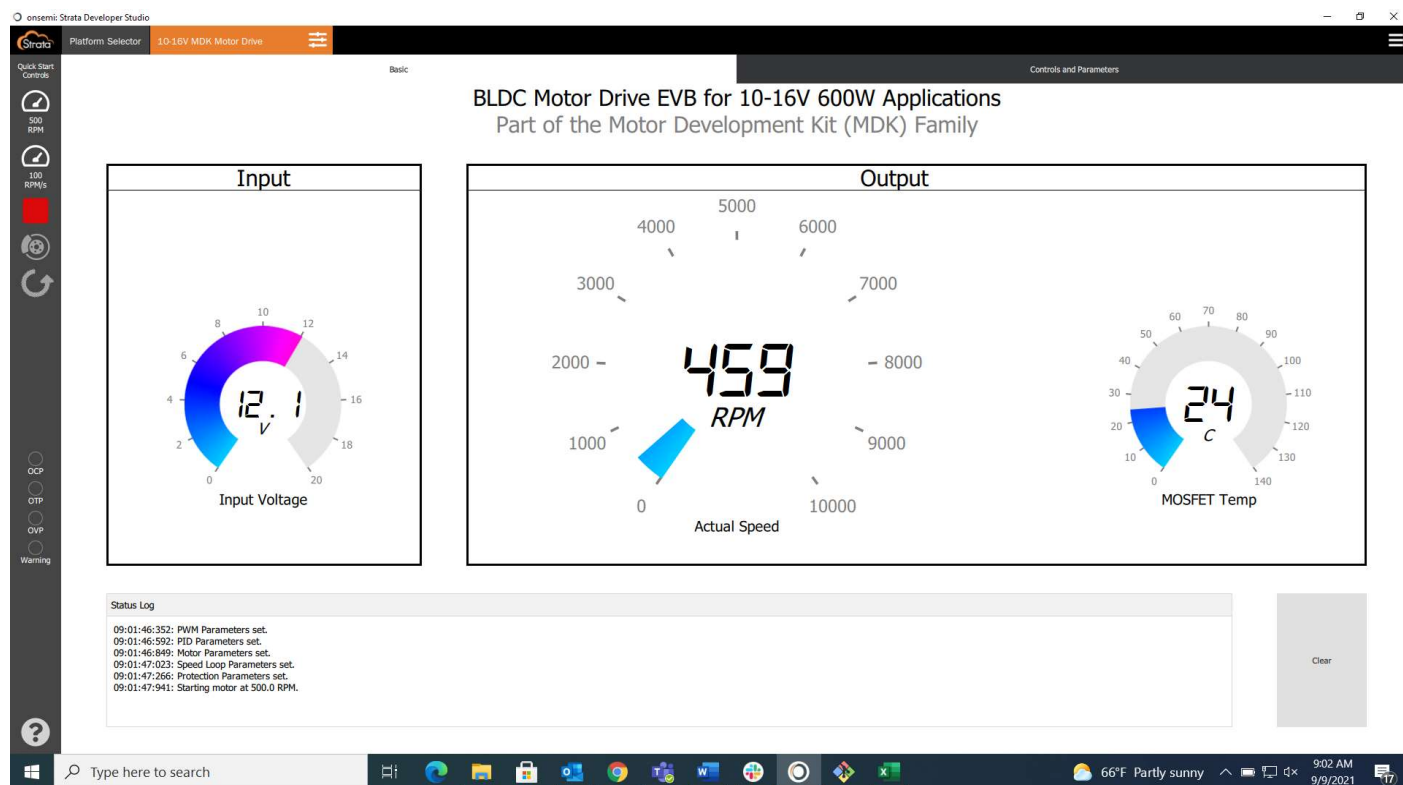 onsemi: Strata Developer Studio
Strata
Platform Selector
10-16V MDK Motor Drive
Quick Start
Controls
500
RPM
100
RPM/s
OCP
OTP
OVP
Warning
Basic
Controls and Parameters
BLDC Motor Drive EVB for 10-16V 600W Applications
Part of the Motor Development Kit (MDK) Family
Input
0
2
4
6
8
10
12
14
16
18
20
12.1
V
Input Voltage
Output
0
1000
2000
3000
4000
5000
6000
7000
8000
9000
10000
459
RPM
Actual Speed
0
10
20
30
40
50
60
70
80
90
100
110
120
130
140
24
C
MOSFET Temp
Status Log
09:01:46:352: PWM Parameters set.
09:01:46:592: PID Parameters set.
09:01:46:849: Motor Parameters set.
09:01:47:023: Speed Loop Parameters set.
09:01:47:266: Protection Parameters set.
09:01:47:941: Starting motor at 500.0 RPM.
Clear
?
Type here to search
66°F Partly sunny
9:02 AM
9/9/2021
17